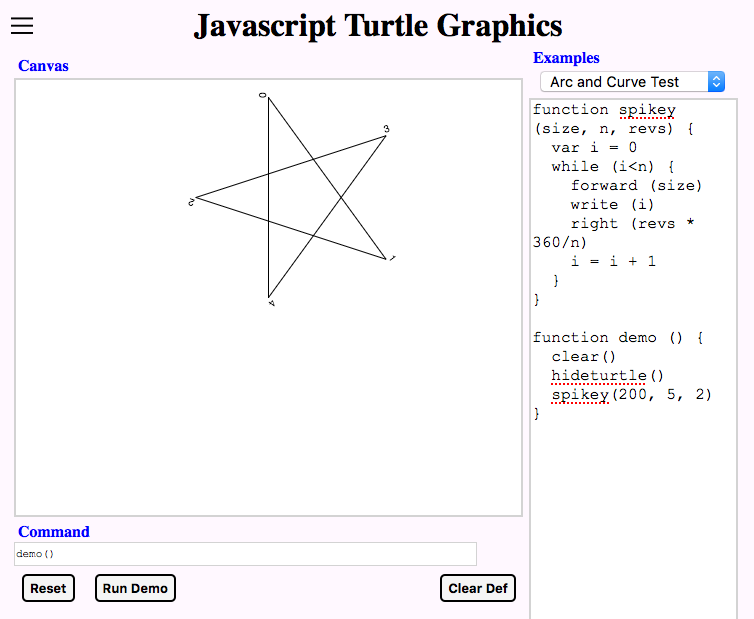 Javascript Turtle Graphics
Canvas
0
3
2
1
4
Examples
Arc and Curve Test
function spikey
(size, n, revs) {
var i = 0
while (i<n) {
forward (size)
write (i)
right (revs *
360/n)
i = i + 1
}
}
function demo () {
clear()
hideturtle()
spikey(200, 5, 2)
}
Command
demo()
Reset
Run Demo
Clear Def